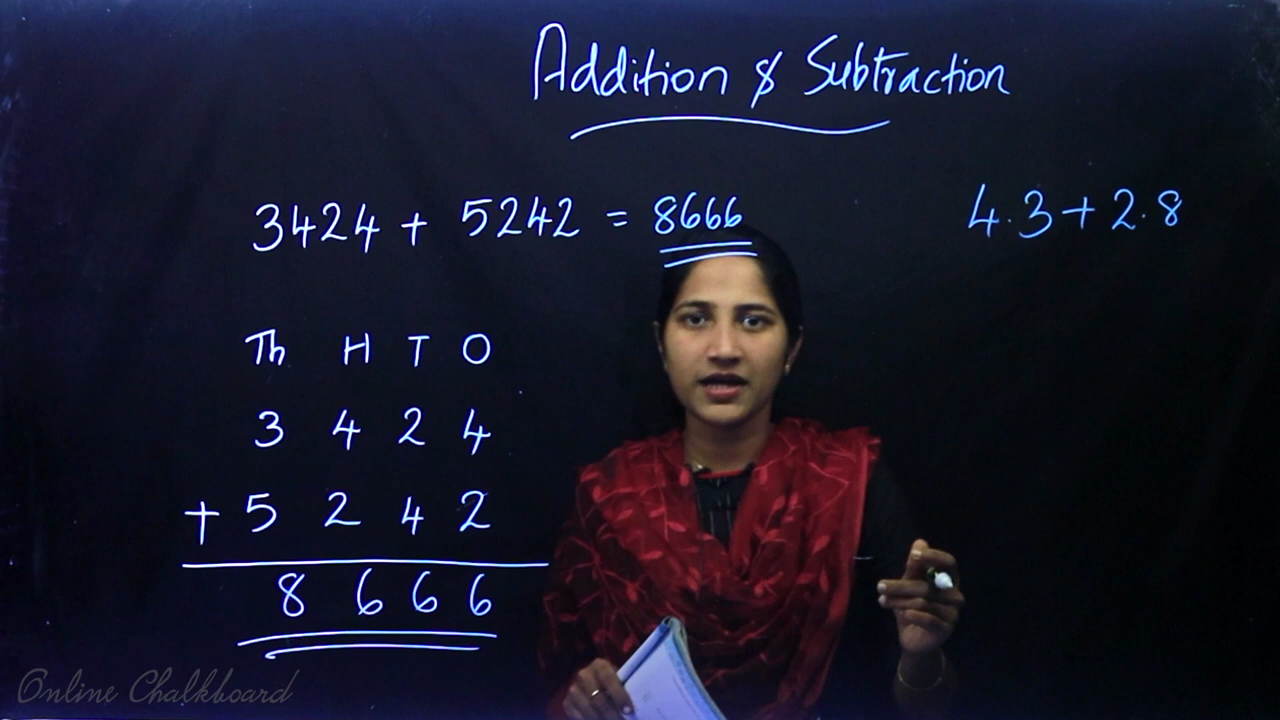 Addition & Subtraction
3424 + 5242 = 8666
4.3 + 2.8
Th H T O
3 4 2 4
+ 5 2 4 2
8 6 6 6
Online Chalkboard